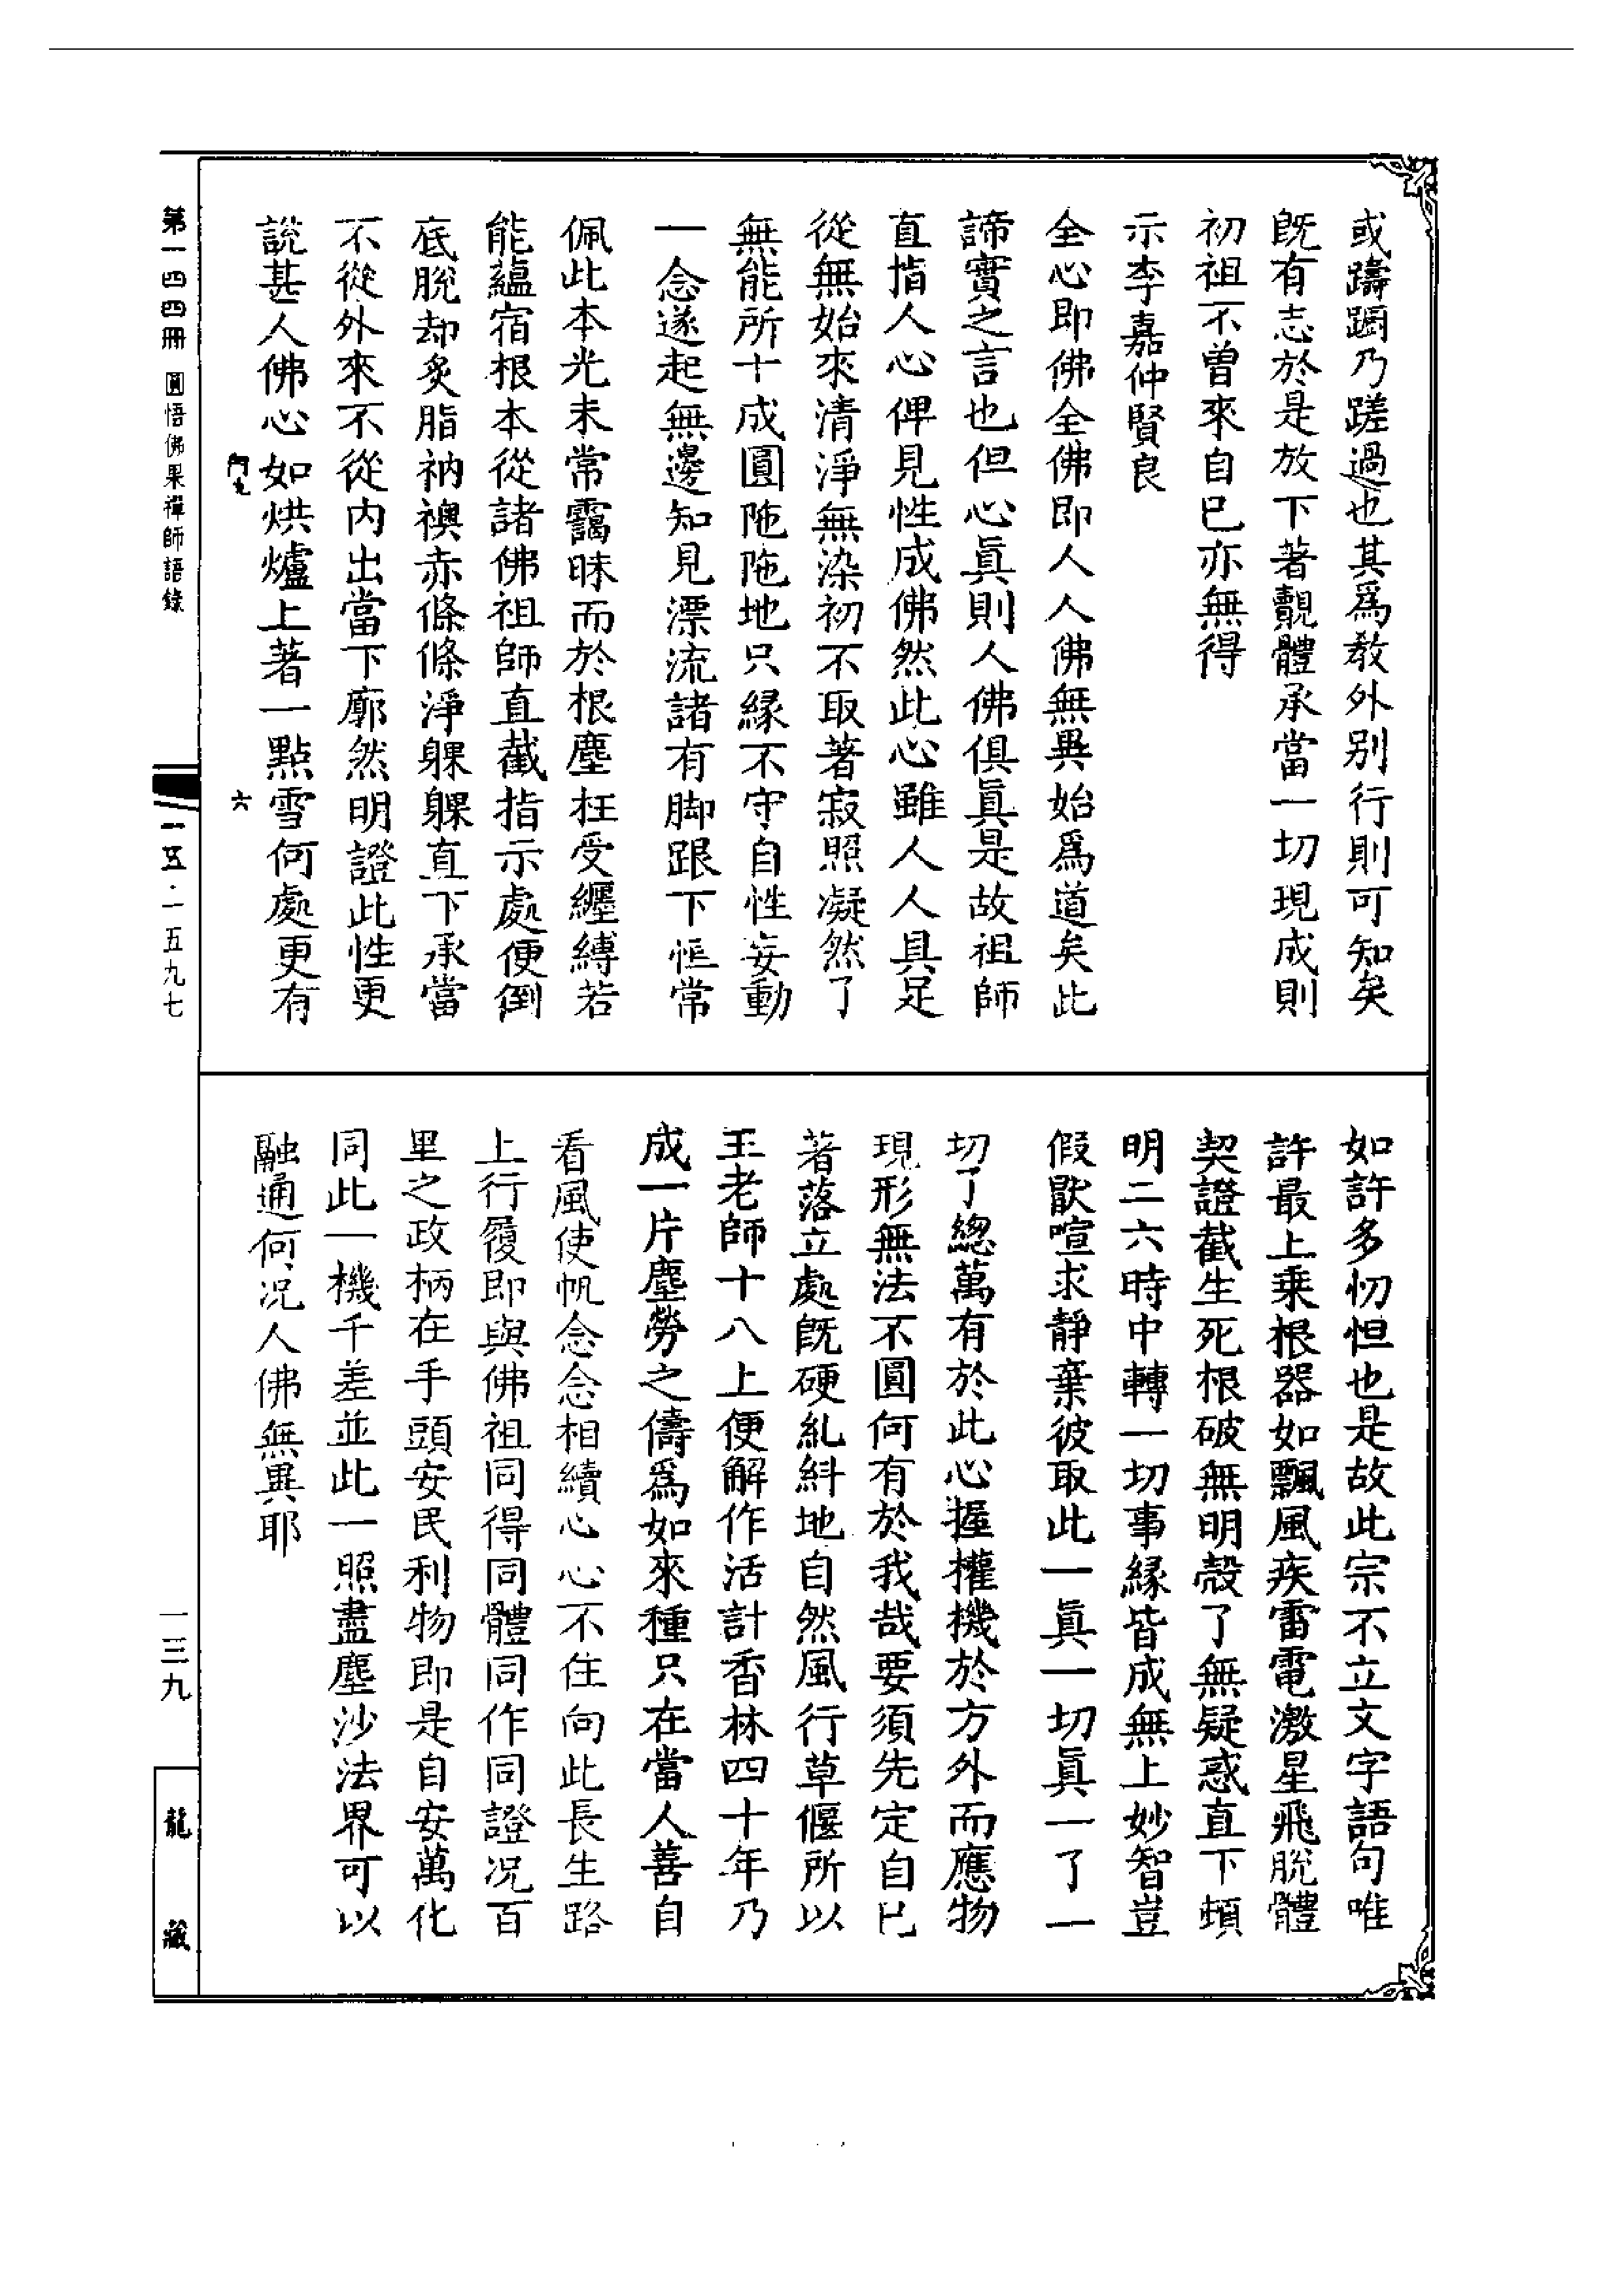 或躊躇乃蹉過也其爲教外别行則可知矣
旣有志於是放下著覿體承當一切現成則
初祖不曾來自已亦無得
示李嘉仲賢良
全心即佛全佛即人人佛無異始爲道矣此
諦實之言也但心眞則人佛俱眞是故祖師
直指人心俾見性成佛然此心雖人人具足
從無始來清淨無染初不取著寂照凝然了
無能所十成圓陁陁地只緣不守自性妄動
一念遂起無邊知見漂流諸有脚跟下恒常
佩此本光未常靄昧而於根塵枉受纒縛若
能蘊宿根本從諸佛祖師直截指示處便倒
底脫却炙脂衲襖赤條條淨躶躶直下承當
不從外來不從内出當下廓然明證此性更
說甚人佛心如烘爐上著一點雪何處更有
如許多忉怛也是故此宗不立文字語句唯
許最上乗根器如飄風疾雷電激星飛脫體
契證截生死根破無明殼了無疑惑直下頓
明二六時中轉一切事緣皆成無上妙智豈
假猒喧求靜棄彼取此一眞一切眞一了一
切了緫萬有於此心握權機於方外而應物
現形無法不圓何有於我哉要須先定自已
著落立處旣硬糺糾地自然風行草偃所以
王老師十八上便解作活計香林四十年乃
成一片塵勞之儔爲如來種只在當人善自
看風使帆念念相續心心不住向此長生路
上行履即與佛祖同得同體同作同證况百
里之政柄在手頭安民利物即是自安萬化
同此一機千差並此一照盡塵沙法界可以
融通何况人佛無異耶
第一四四冊 圓悟佛果禪師語錄
六
一五·一五九七
一三九
龍藏